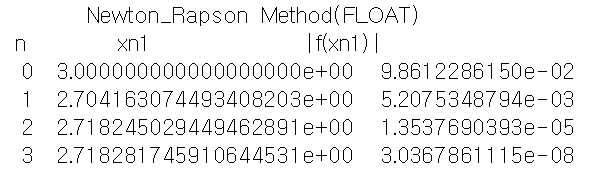 Newton_Rapson Method(FLOAT)
n xn1 |f(xn1)|
0 3.000000000000000000e+00 9.8612286150e-02
1 2.704163074493408203e+00 5.2075348794e-03
2 2.718245029449462891e+00 1.3537690393e-05
3 2.718281745910644531e+00 3.0367861115e-08